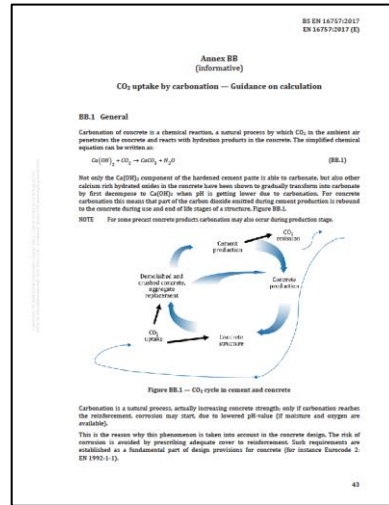 BS EN 16757:2017
EN 16757:2017 (E)
Annex BB
(informative)
CO2 uptake by carbonation — Guidance on calculation
BB.1 General
Carbonation of concrete is a chemical reaction, a natural process by which CO2 in the ambient air
penetrates the concrete and reacts with hydration products in the concrete. The simplified chemical
equation can be written as:
Ca(OH)2 + CO2 → CaCO3 + H2O (BB.1)
Not only the Ca(OH)2 component of the hardened cement paste is able to carbonate, but also other
calcium rich hydrated oxides in the concrete have been shown to gradually transform into carbonate
by first decompose to Ca(OH)2 when pH is getting lower due to carbonation. For concrete
carbonation this means that part of the carbon dioxide emitted during cement production is rebound
to the concrete during use and end of life stages of a structure. Figure BB.1.
NOTE For some precast concrete products carbonation may also occur during production stage.
CO2
emission
Cement
production
Demolished and
crushed concrete,
aggregate
replacement
Concrete
production
CO2
uptake
Concrete
structure
Figure BB.1 — CO2 cycle in cement and concrete
Carbonation is a natural process, actually increasing concrete strength; only if carbonation reaches
the reinforcement, corrosion may start, due to lowered pH-value (if moisture and oxygen are
available).
This is the reason why this phenomenon is taken into account in the concrete design. The risk of
corrosion is avoided by prescribing adequate cover to reinforcement. Such requirements are
established as a fundamental part of design provisions for concrete (for instance Eurocode 2:
EN 1992-1-1).
43